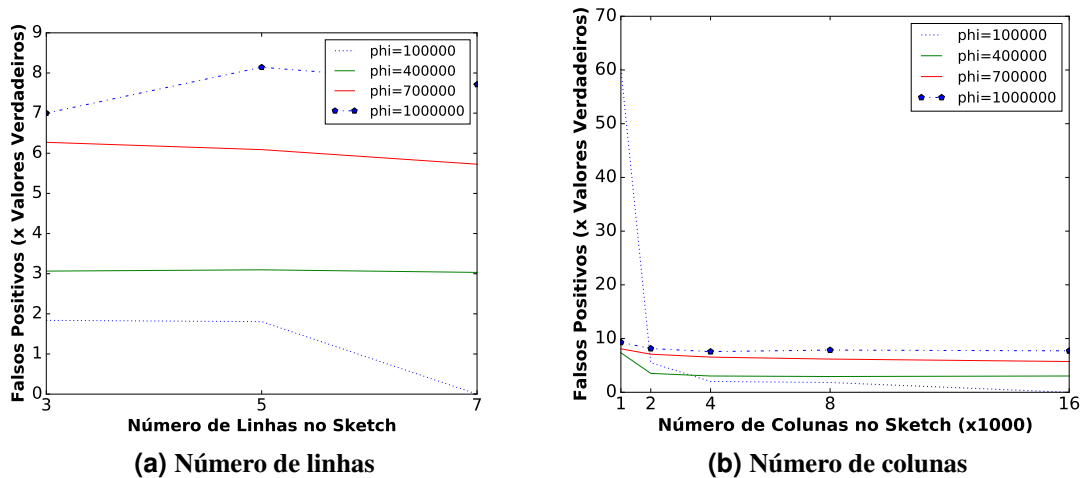 9
8
7
6
5
4
3
2
1
0
Falsos Positivos (x Valores Verdadeiros)
phi=100000
phi=400000
phi=700000
phi=1000000
3 5 7
Número de Linhas no Sketch
(a) Número de linhas
70
60
50
40
30
20
10
0
Falsos Positivos (x Valores Verdadeiros)
phi=100000
phi=400000
phi=700000
phi=1000000
1 2 4 8 16
Número de Colunas no Sketch (x1000)
(b) Número de colunas